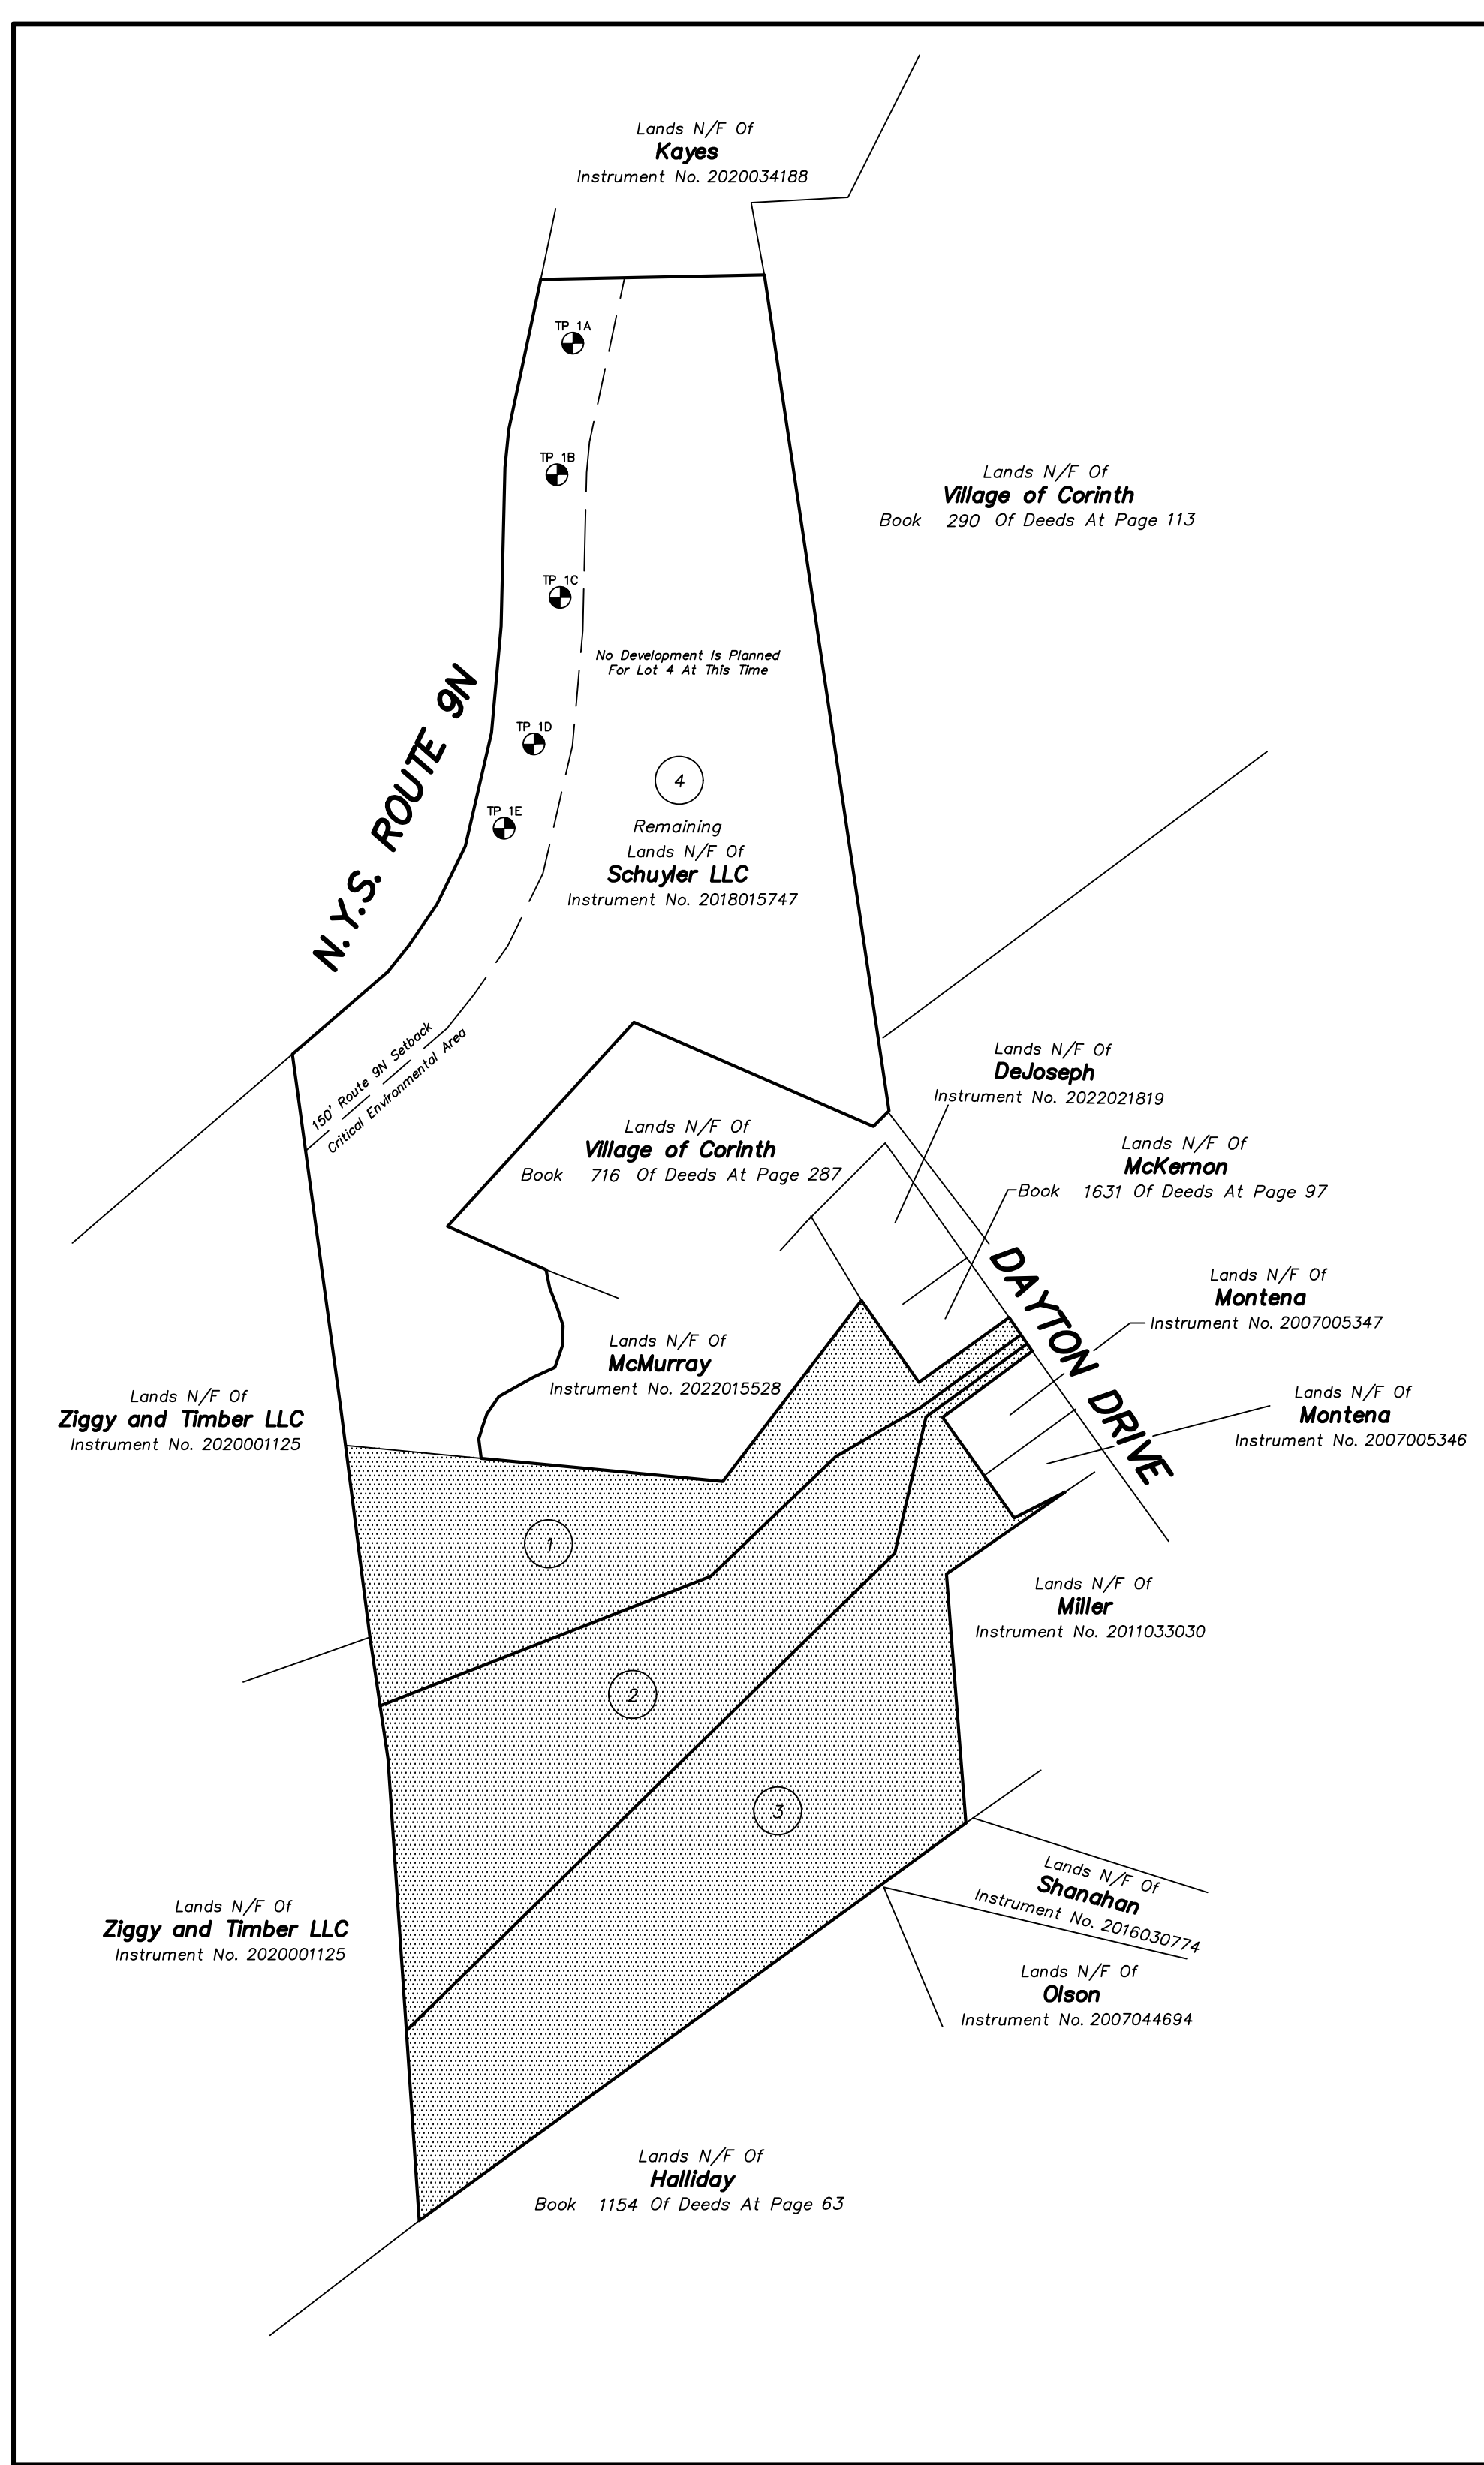 Lands N/F Of
Kayes
Instrument No. 2020034188
TP 1A
TP 1B
Lands N/F Of
Village of Corinth
Book 290 Of Deeds At Page 113
TP 1C
No Development Is Planned
For Lot 4 At This Time
N.Y.S. ROUTE 9N
TP 1D
4
TP 1E
Remaining
Lands N/F Of
Schuyler LLC
Instrument No. 2018015747
150' Route 9N Setback
Critical Environmental Area
Lands N/F Of
DeJoseph
Instrument No. 2022021819
Lands N/F Of
Village of Corinth
Book 716 Of Deeds At Page 287
Lands N/F Of
McKernon
Book 1631 Of Deeds At Page 97
DAYTON DRIVE
Lands N/F Of
Montena
Instrument No. 2007005347
Lands N/F Of
McMurray
Instrument No. 2022015528
Lands N/F Of
Ziggy and Timber LLC
Instrument No. 2020001125
Lands N/F Of
Montena
Instrument No. 2007005346
1
Lands N/F Of
Miller
Instrument No. 2011033030
2
3
Lands N/F Of
Shanahan
Instrument No. 2016030774
Lands N/F Of
Ziggy and Timber LLC
Instrument No. 2020001125
Lands N/F Of
Olson
Instrument No. 2007044694
Lands N/F Of
Halliday
Book 1154 Of Deeds At Page 63